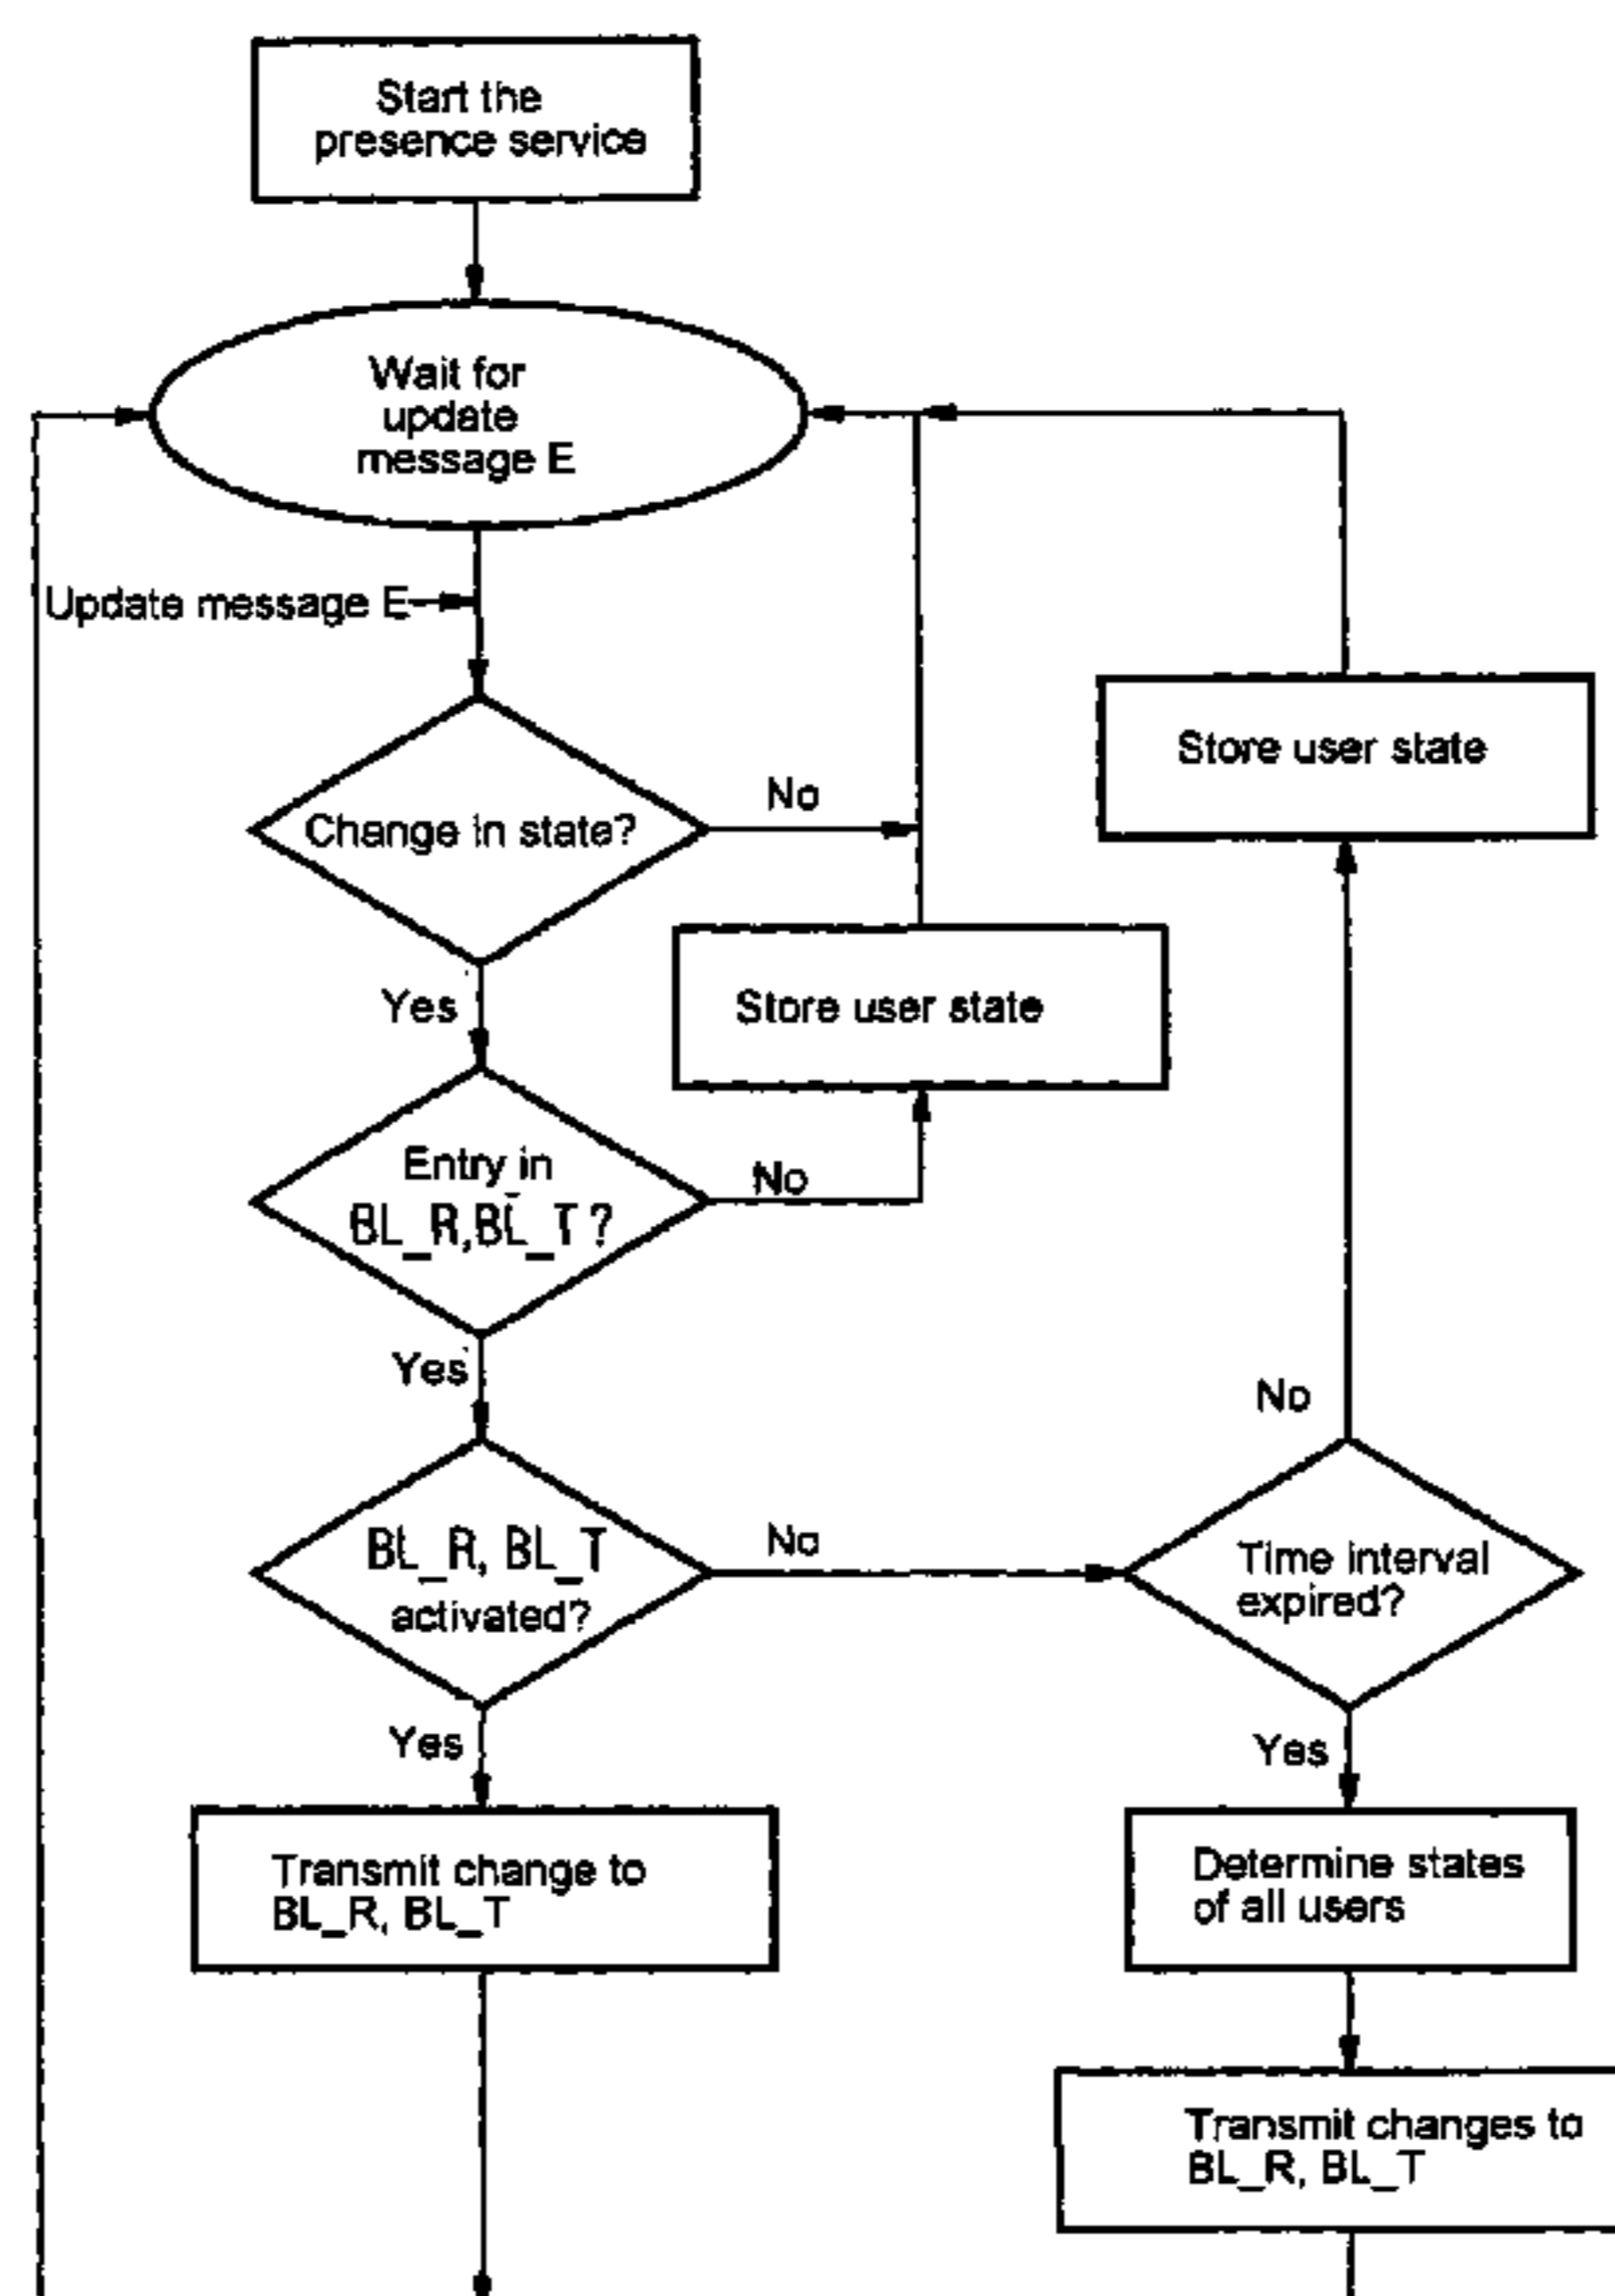 Start the
presence service
Wait for
update
message E
Update message E
Change in state?
No
Store user state
Yes
Store user state
Entry in
BL_R,BL_T?
No
Yes
No
BL_R, BL_T
activated?
No
Time interval
expired?
Yes
Yes
Transmit change to
BL_R, BL_T
Determine states
of all users
Transmit changes to
BL_R, BL_T